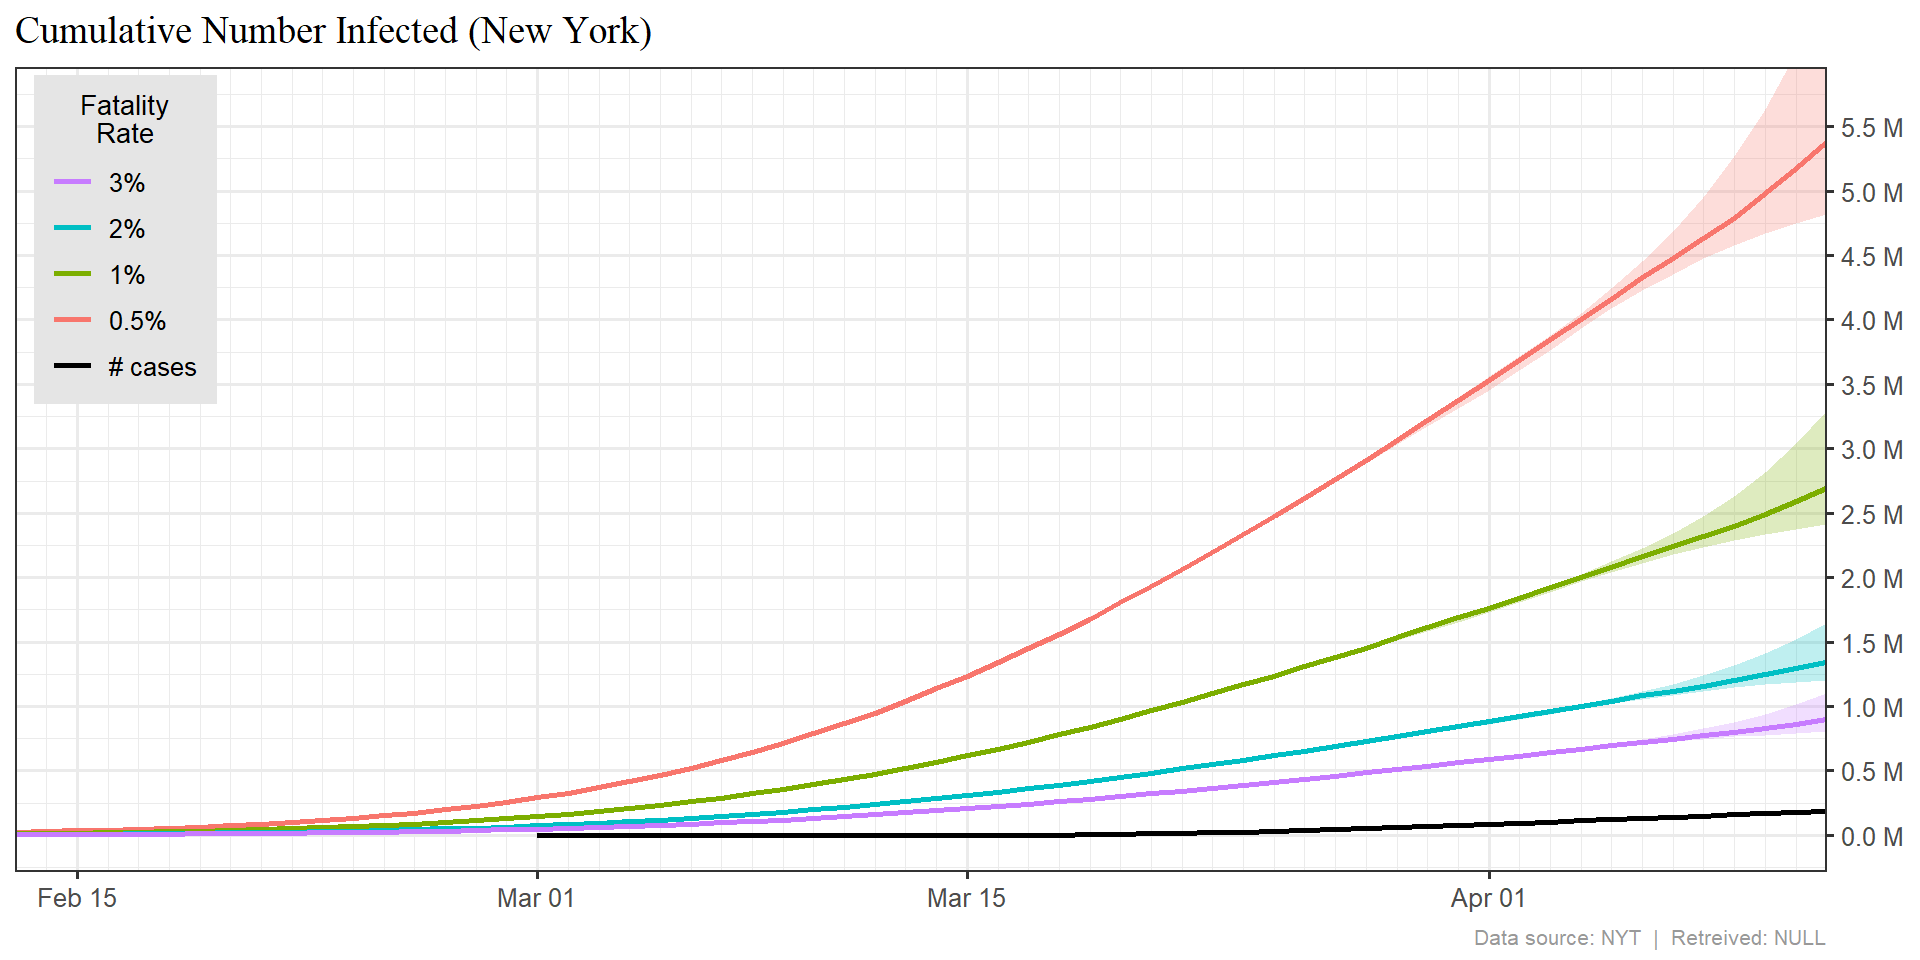 Cumulative Number Infected (New York)
Fatality
Rate
3%
2%
1%
0.5%
# cases
5.5 M
5.0 M
4.5 M
4.0 M
3.5 M
3.0 M
2.5 M
2.0 M
1.5 M
1.0 M
0.5 M
0.0 M
Feb 15
Mar 01
Mar 15
Apr 01
Data source: NYT | Retreived: NULL